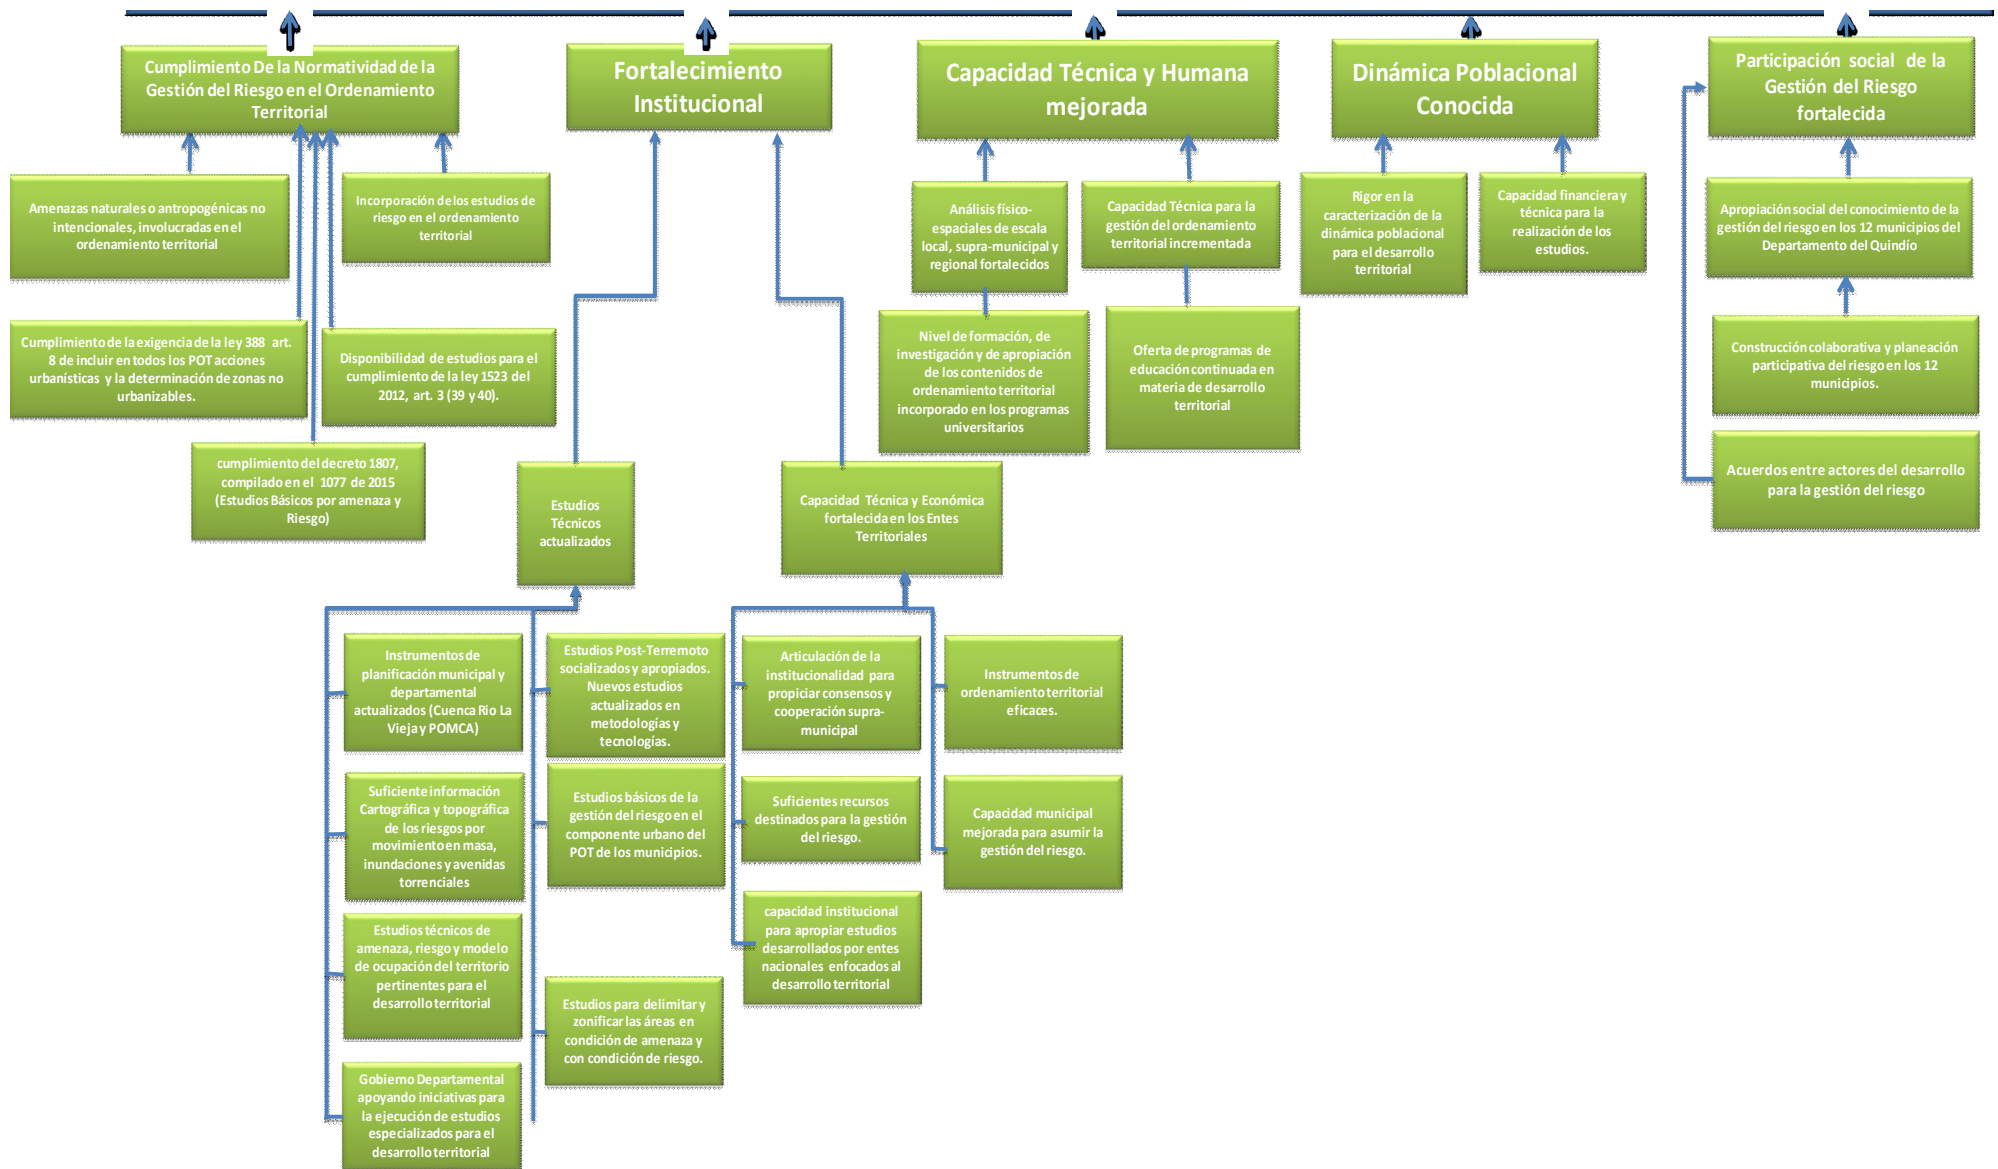 Cumplimiento De la Normatividad de la
Gestión del Riesgo en el Ordenamiento
Territorial
Fortalecimiento
Institucional
Capacidad Técnica y Humana
mejorada
Dinámica Poblacional
Conocida
Participación social de la
Gestión del Riesgo
fortalecida
Amenazas naturales o antropogénicas no
intencionales, involucradas en el
ordenamiento territorial
Incorporación de los estudios de
riesgo en el ordenamiento
territorial
Análisis físico-
espaciales de escala
local, supra-municipal y
regional fortalecidos
Capacidad Técnica para la
gestión del ordenamiento
territorial incrementada
Rigor en la
caracterización de la
dinámica poblacional
para el desarrollo
territorial
Capacidad financiera y
técnica para la
realización de los
estudios.
Apropiación social del conocimiento de la
gestión del riesgo en los 12 municipios del
Departamento del Quindío
Cumplimiento de la exigencia de la ley 388 art.
8 de incluir en todos los POT acciones
urbanísticas y la determinación de zonas no
urbanizables.
Disponibilidad de estudios para el
cumplimiento de la ley 1523 del
2012, art. 3 (39 y 40).
Nivel de formación, de
investigación y de apropiación
de los contenidos de
ordenamiento territorial
incorporado en los programas
universitarios
Oferta de programas de
educación continuada en
materia de desarrollo
territorial
Construcción colaborativa y planeación
participativa del riesgo en los 12
municipios.
cumplimiento del decreto 1807,
compilado en el 1077 de 2015
(Estudios Básicos por amenaza y
Riesgo)
Estudios
Técnicos
actualizados
Capacidad Técnica y Económica
fortalecida en los Entes
Territoriales
Acuerdos entre actores del desarrollo
para la gestión del riesgo
Instrumentos de
planificación municipal y
departamental
actualizados (Cuenca Rio La
Vieja y POMCA)
Estudios Post-Terremoto
socializados y apropiados.
Nuevos estudios
actualizados en
metodologías y
tecnologías.
Articulación de la
institucionalidad para
propiciar consensos y
cooperación supra-
municipal
Instrumentos de
ordenamiento territorial
eficaces.
Suficiente información
Cartográfica y topográfica
de los riesgos por
movimiento en masa,
inundaciones y avenidas
torrenciales
Estudios básicos de la
gestión del riesgo en el
componente urbano del
POT de los municipios.
Suficientes recursos
destinados para la gestión
del riesgo.
Capacidad municipal
mejorada para asumir la
gestión del riesgo.
Estudios técnicos de
amenaza, riesgo y modelo
de ocupación del territorio
pertinentes para el
desarrollo territorial
capacidad institucional
para apropiar estudios
desarrollados por entes
nacionales enfocados al
desarrollo territorial
Estudios para delimitar y
zonificar las áreas en
condición de amenaza y
con condición de riesgo.
Gobierno Departamental
apoyando iniciativas para
la ejecución de estudios
especializados para el
desarrollo territorial